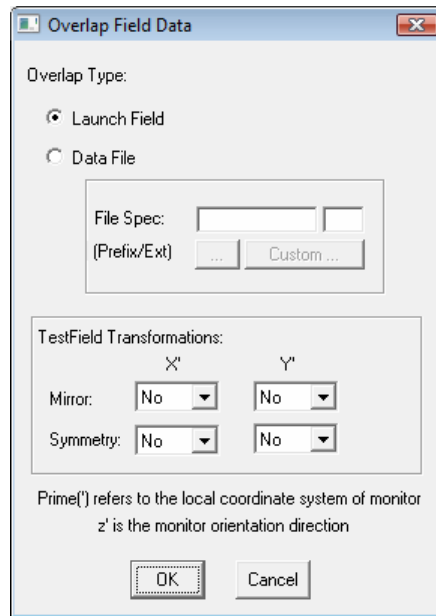 Overlap Field Data
Overlap Type:
Launch Field
Data File
File Spec:
(Prefix/Ext) ... Custom ...
TestField Transformations:
X' Y'
Mirror: No No
Symmetry: No No
Prime(') refers to the local coordinate system of monitor
z' is the monitor orientation direction
OK Cancel